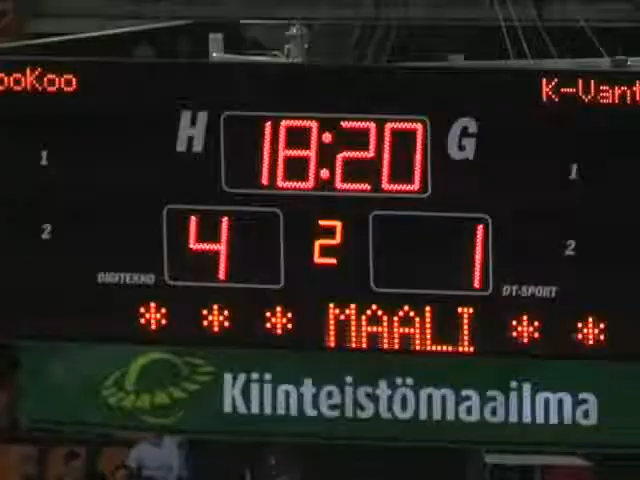 ooKoo K-Vant
H 18:20 G
1 1
4 2 1
2 2
DIGITEKNO DT-SPORT
* * * MAALI * *
Kiinteistömaailma